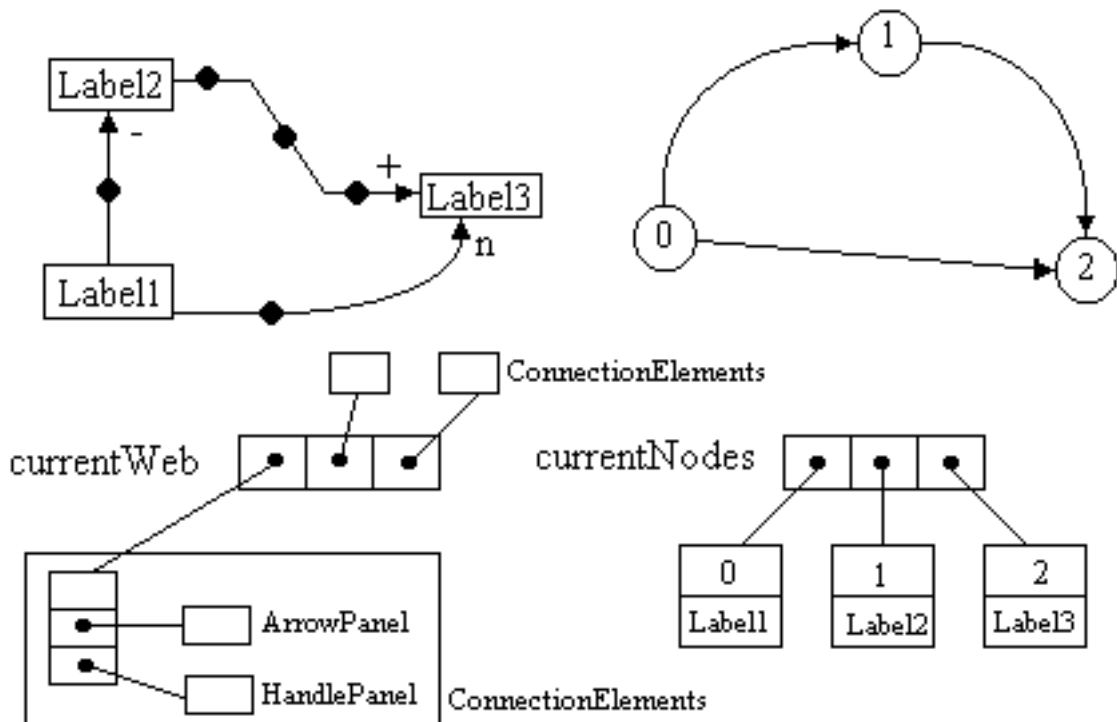 Label2
-
+
Label3
n
Label1
1
0
2
ConnectionElements
currentWeb
currentNodes
0
1
2
Label1
Label2
Label3
ArrowPanel
HandlePanel
ConnectionElements